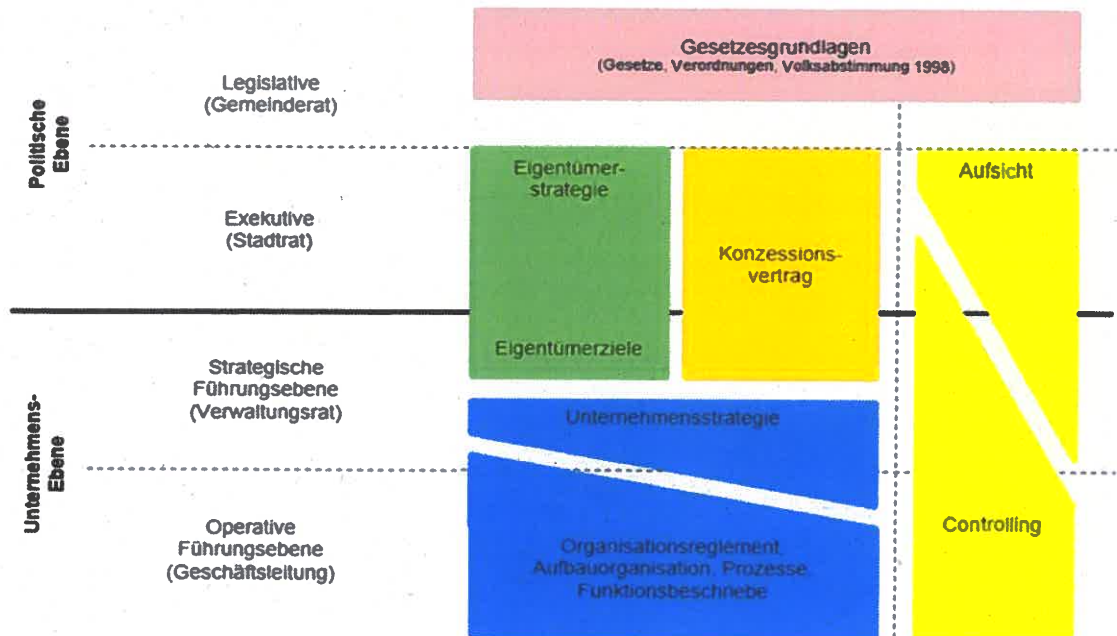 Gesetzesgrundlagen
(Gesetze, Verordnungen, Volksabstimmung 1998)
Politische
Ebene
Legislative
(Gemeinderat)
Exekutive
(Stadtrat)
Eigentümer-
strategie
Eigentümerziele
Konzessions-
vertrag
Aufsicht
Unternehmens-
Ebene
Strategische
Führungsebene
(Verwaltungsrat)
Unternehmensstrategie
Operative
Führungsebene
(Geschäftsleitung)
Organisationsreglement,
Aufbauorganisation, Prozesse,
Funktionsbeschriebe
Controlling